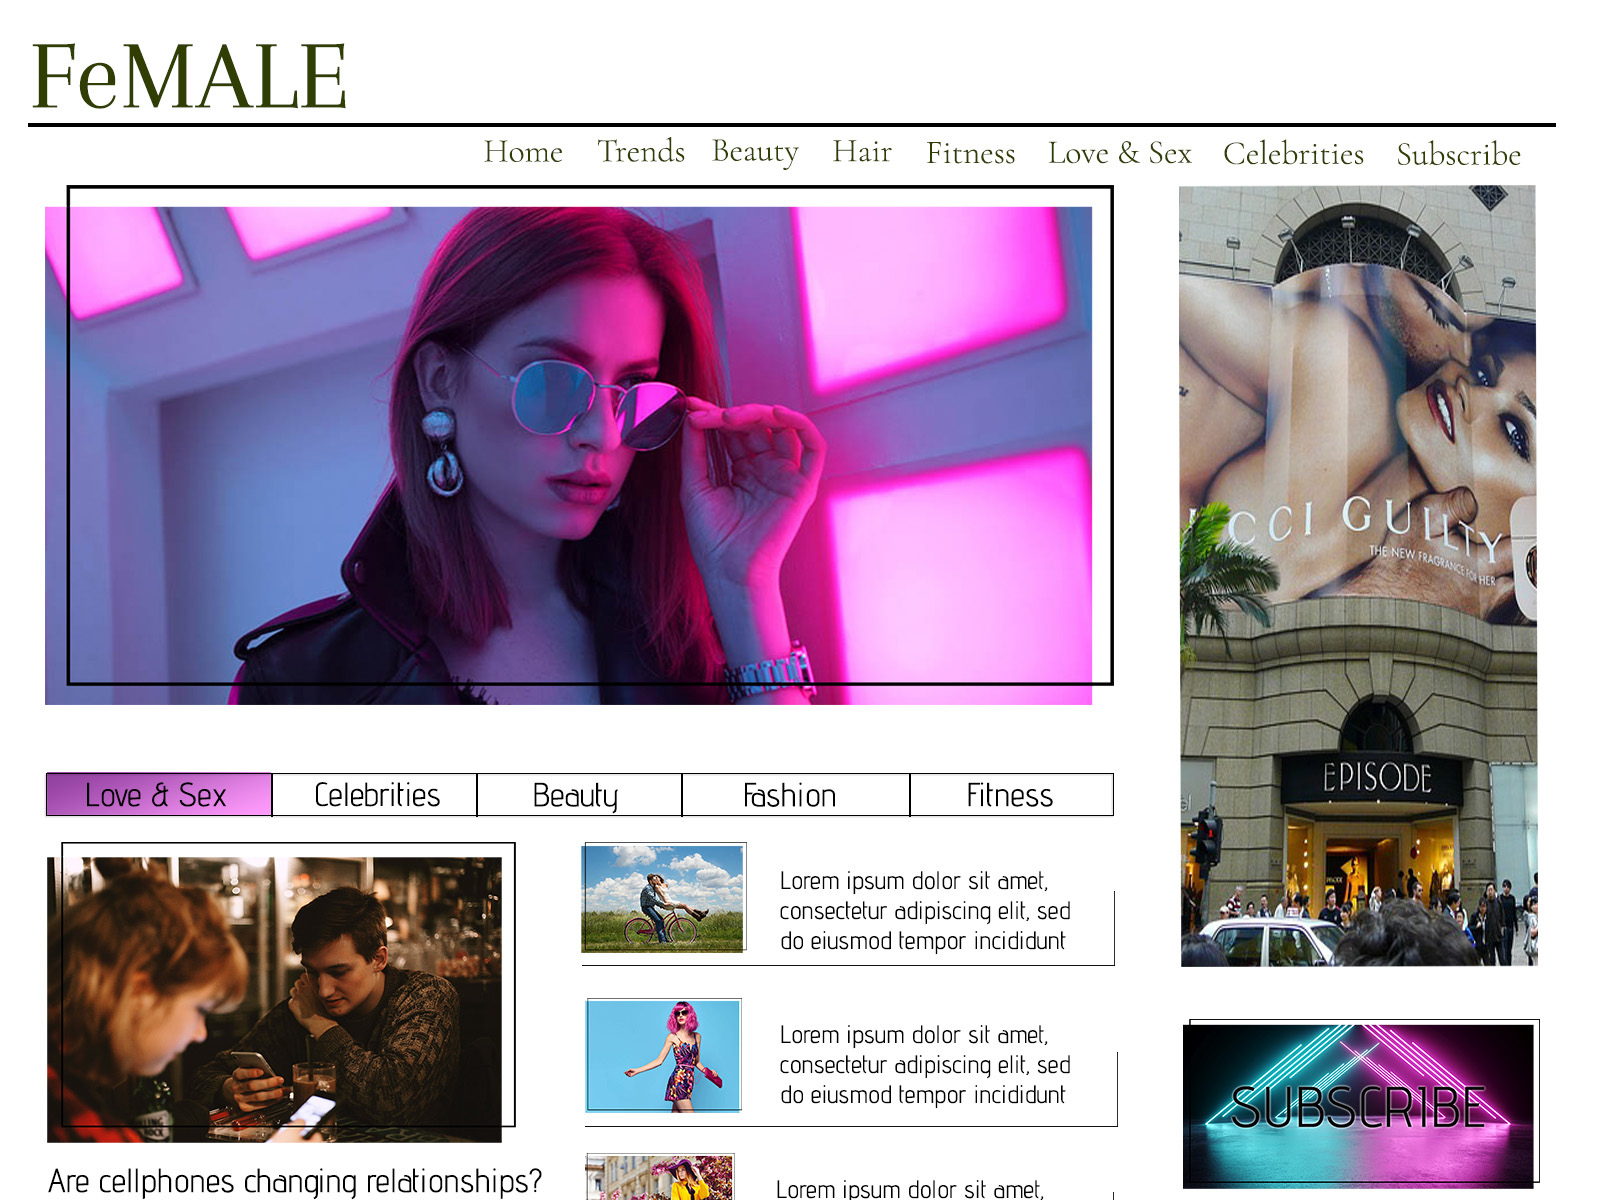 FeMALE
Home Trends Beauty Hair Fitness Love & Sex Celebrities Subscribe
CCI GUILTY
THE NEW FRAGRANCE FOR HER
EPISODE
Love & Sex Celebrities Beauty Fashion Fitness
Lorem ipsum dolor sit amet,
consectetur adipiscing elit, sed
do eiusmod tempor incididunt
Lorem ipsum dolor sit amet,
consectetur adipiscing elit, sed
do eiusmod tempor incididunt
SUBSCRIBE
Are cellphones changing relationships?
Lorem ipsum dolor sit amet,